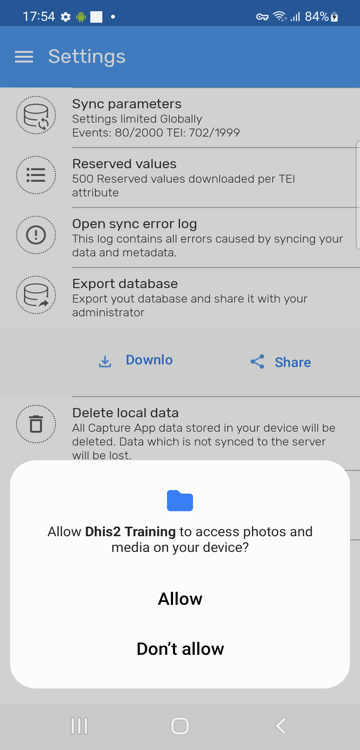 17:54
84%
Settings
Sync parameters
Settings limited Globally
Events: 80/2000 TEI: 702/1999
Reserved values
500 Reserved values downloaded per TEI
attribute
Open sync error log
This log contains all errors caused by syncing your
data and metadata.
Export database
Export yout database and share it with your
administrator
Downlo
Share
Delete local data
All Capture App data stored in your device will be
deleted. Data which is not synced to the server
will be lost.
Allow Dhis2 Training to access photos and
media on your device?
Allow
Don't allow